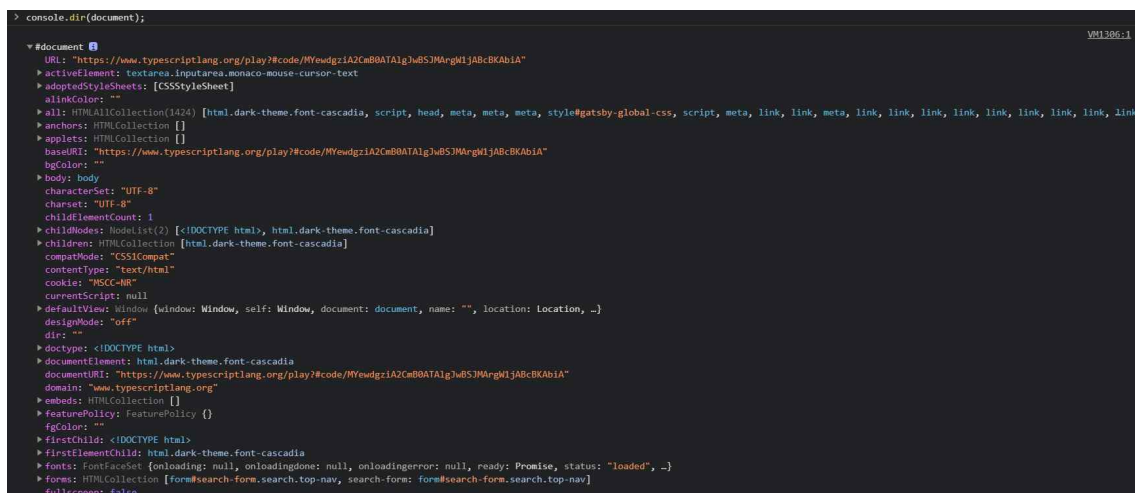 > console.dir(document);
VM1306:1
▼#document i
URL: "https://www.typescriptlang.org/play?#code/MYewdgziA2CmB0ATAlgJwBSJMArgW1jABcBKAbiA"
▶activeElement: textarea.inputarea.monaco-mouse-cursor-text
▶adoptedStyleSheets: [CSSStyleSheet]
alinkColor: ""
▶all: HTMLAllCollection(1424) [html.dark-theme.font-cascadia, script, head, meta, meta, meta, style#gatsby-global-css, script, meta, link, link, meta, link, link, link, link, link, link, link, link
▶anchors: HTMLCollection []
▶applets: HTMLCollection []
baseURI: "https://www.typescriptlang.org/play?#code/MYewdgziA2CmB0ATAlgJwBSJMArgW1jABcBKAbiA"
bgColor: ""
▶body: body
characterSet: "UTF-8"
charset: "UTF-8"
childElementCount: 1
▶childNodes: NodeList(2) [<!DOCTYPE html>, html.dark-theme.font-cascadia]
▶children: HTMLCollection [html.dark-theme.font-cascadia]
compatMode: "CSS1Compat"
contentType: "text/html"
cookie: "MSCC=NR"
currentScript: null
▶defaultView: Window {window: Window, self: Window, document: document, name: "", location: Location, …}
designMode: "off"
dir: ""
▶doctype: <!DOCTYPE html>
▶documentElement: html.dark-theme.font-cascadia
documentURI: "https://www.typescriptlang.org/play?#code/MYewdgziA2CmB0ATAlgJwBSJMArgW1jABcBKAbiA"
domain: "www.typescriptlang.org"
▶embeds: HTMLCollection []
▶featurePolicy: FeaturePolicy {}
fgColor: ""
▶firstChild: <!DOCTYPE html>
▶firstElementChild: html.dark-theme.font-cascadia
▶fonts: FontFaceSet {onloading: null, onloadingdone: null, onloadingerror: null, ready: Promise, status: "loaded", …}
▶forms: HTMLCollection [form#search-form.search.top-nav, search-form: form#search-form.search.top-nav]
fullscreen: false